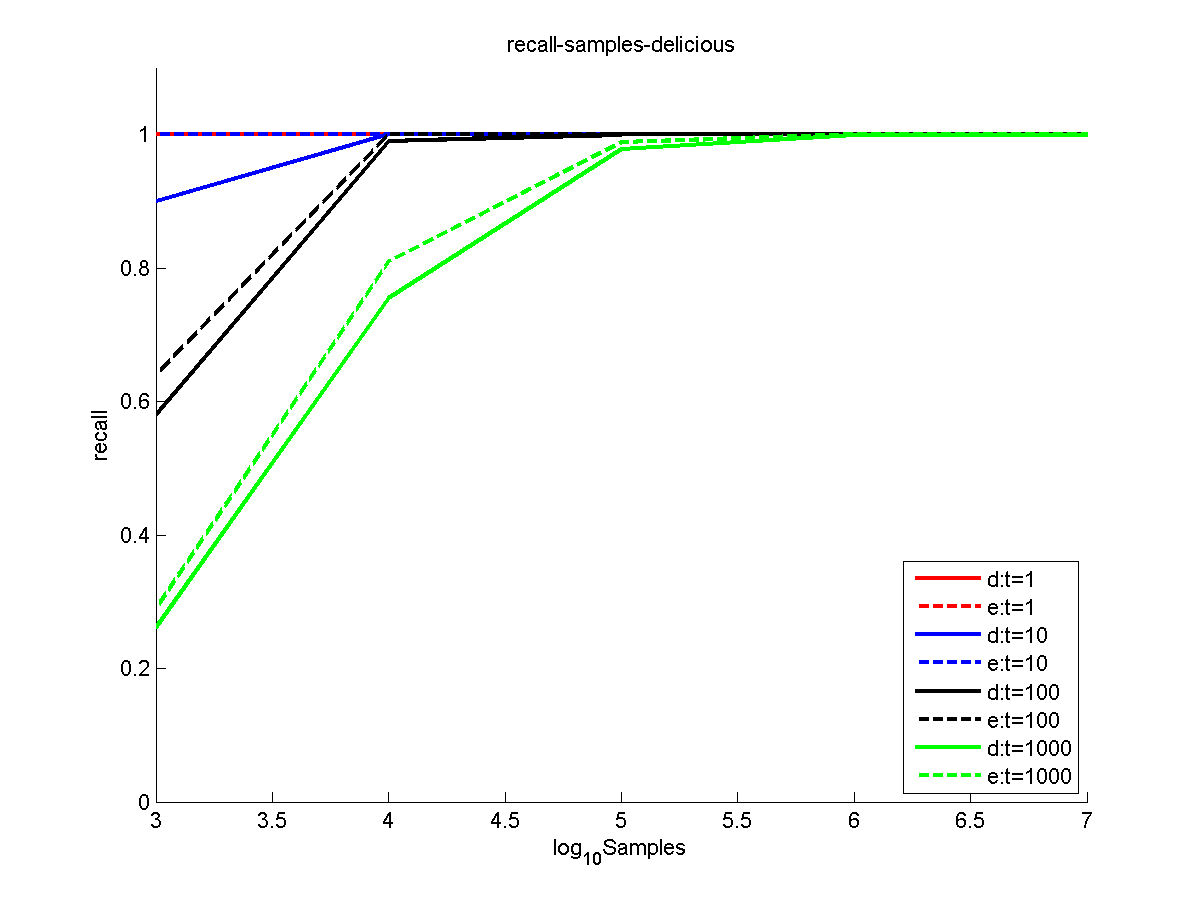 recall-samples-delicious
1
0.8
0.6
0.4
0.2
0
recall
3 3.5 4 4.5 5 5.5 6 6.5 7
log10Samples
d:t=1
e:t=1
d:t=10
e:t=10
d:t=100
e:t=100
d:t=1000
e:t=1000